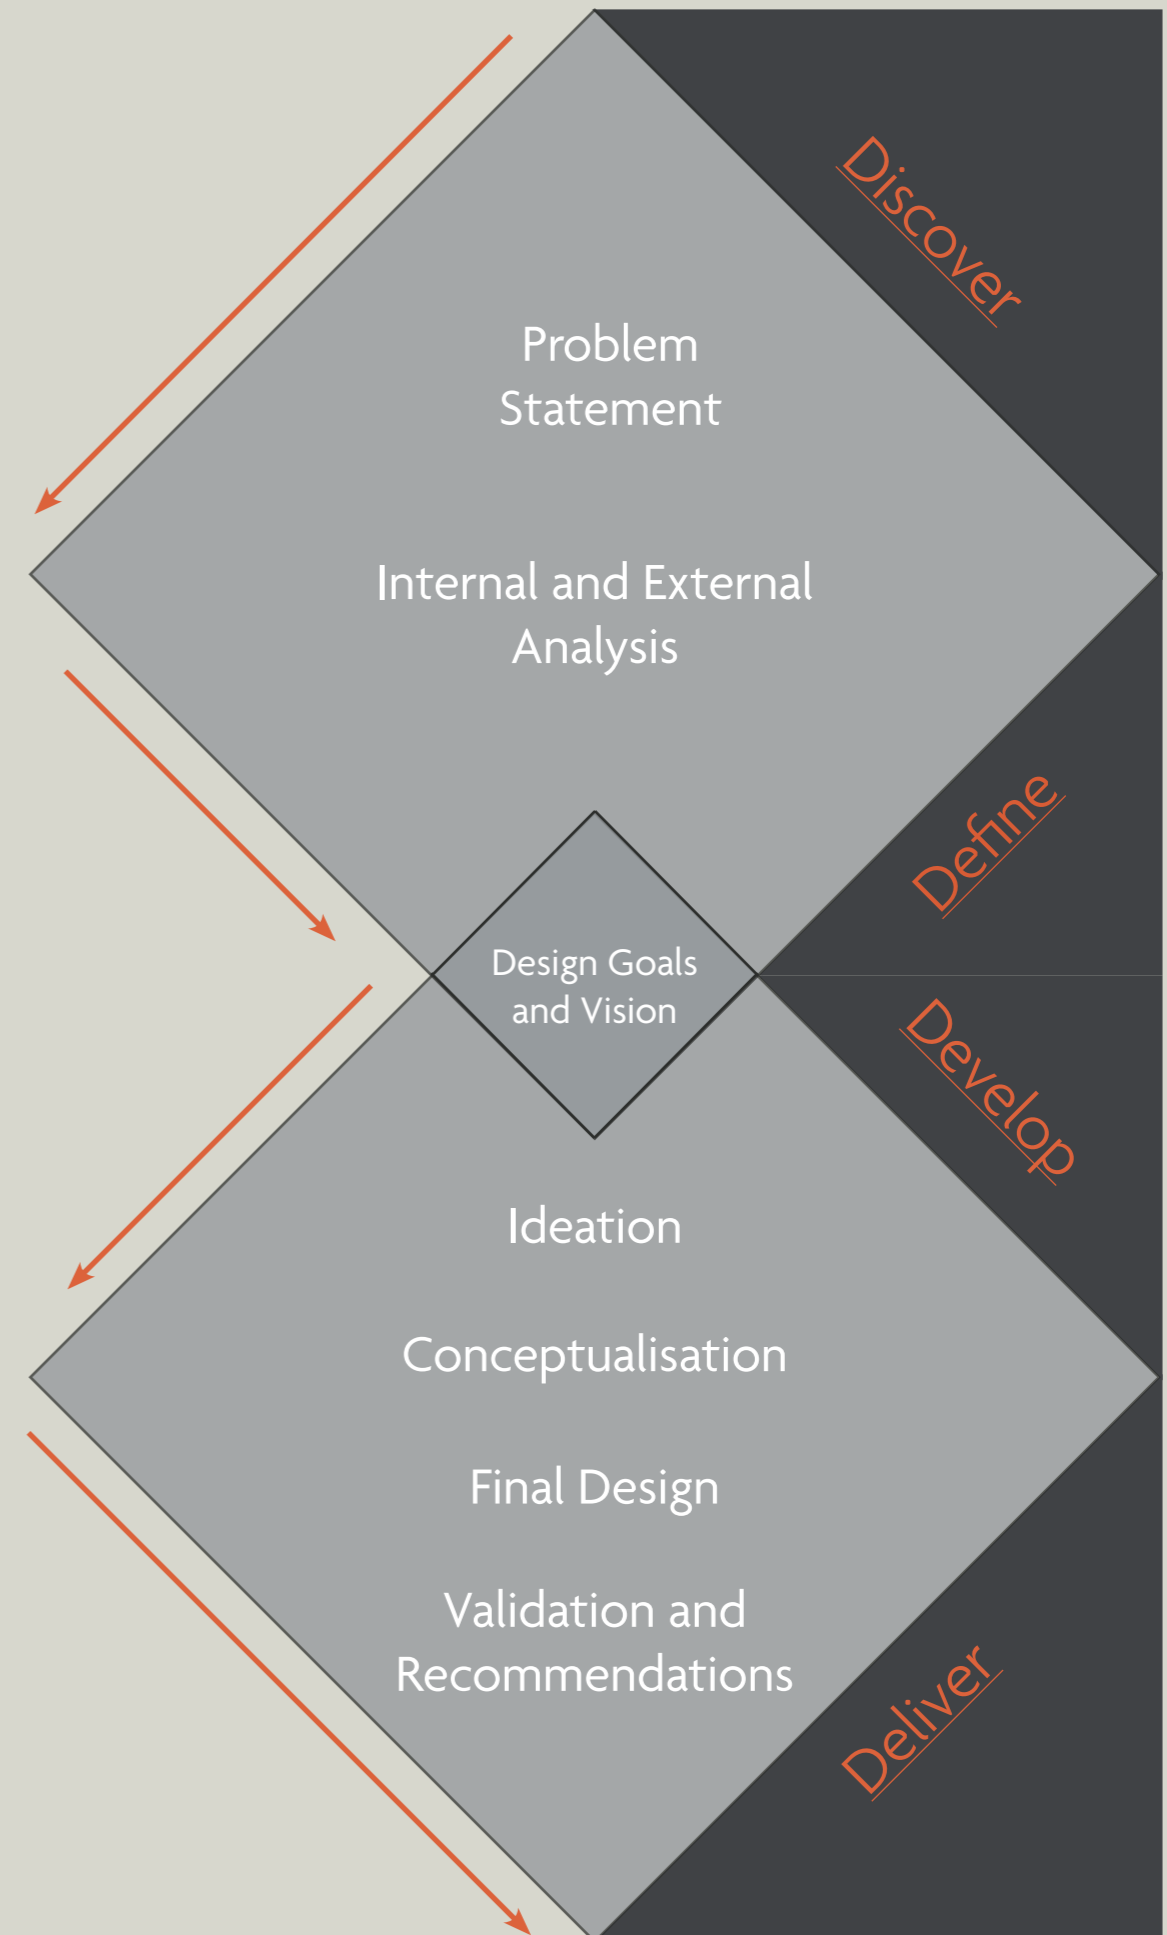 Discover
Problem
Statement
Internal and External
Analysis
Define
Design Goals
and Vision
Develop
Ideation
Conceptualisation
Final Design
Validation and
Recommendations
Deliver